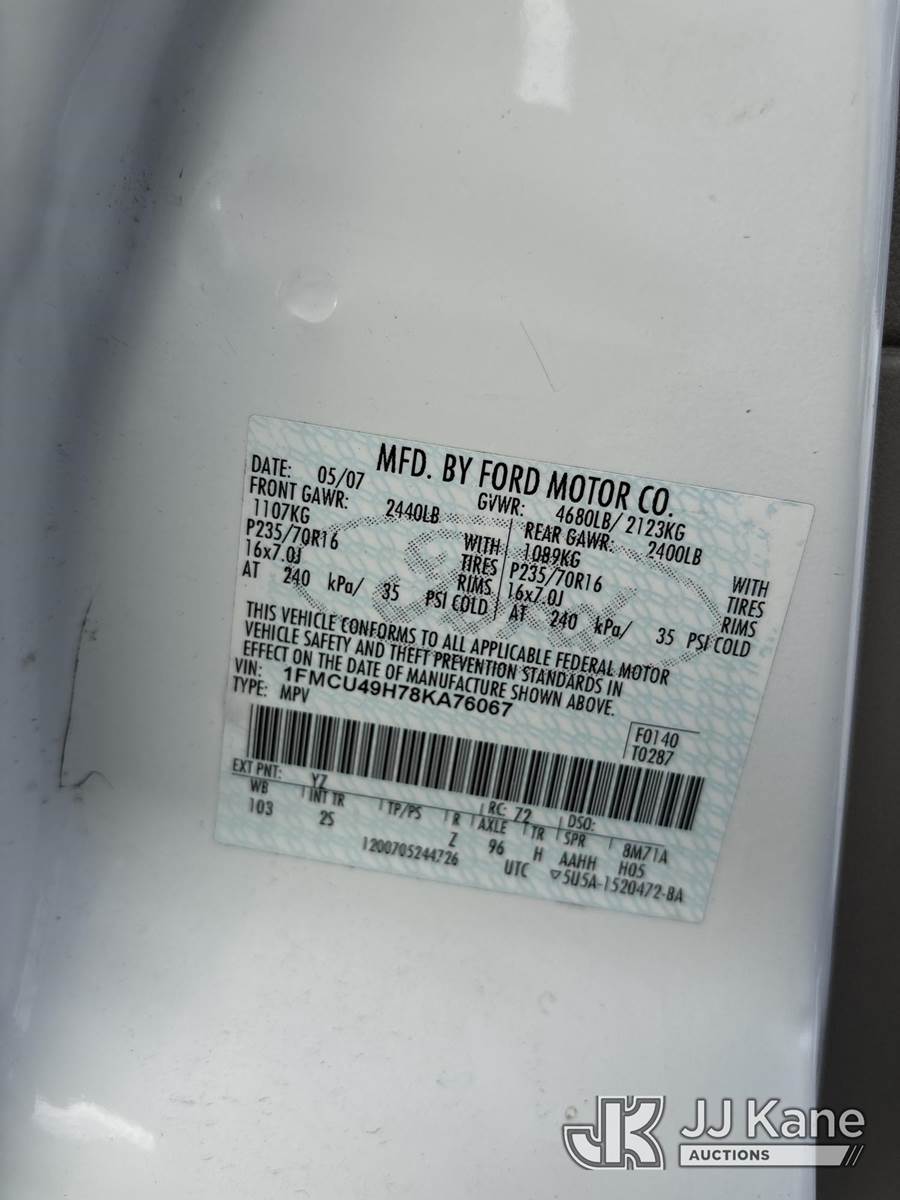 MFD. BY FORD MOTOR CO.
DATE: 05/07 GVWR: 4680LB/ 2123KG
FRONT GAWR: 2440LB REAR GAWR: 2400LB
1107KG WITH 1089KG WITH
P235/70R16 TIRES P235/70R16 TIRES
16x7.0J RIMS 16x7.0J RIMS
AT 240 kPa/ 35 PSI COLD AT 240 kPa/ 35 PSI COLD
THIS VEHICLE CONFORMS TO ALL APPLICABLE FEDERAL MOTOR
VEHICLE SAFETY AND THEFT PREVENTION STANDARDS IN
EFFECT ON THE DATE OF MANUFACTURE SHOWN ABOVE.
VIN: 1FMCU49H78KA76067
TYPE: MPV
F0140
T0287
EXT PNT: YZ RC: 72 DSO:
WB INT TR TP/PS R AXLE TR SPR 8M71A
103 2S Z 96 H AAHH H05
1200705244726 UTC ▽5U5A-1520472-BA
Ford
JK JJ Kane
AUCTIONS